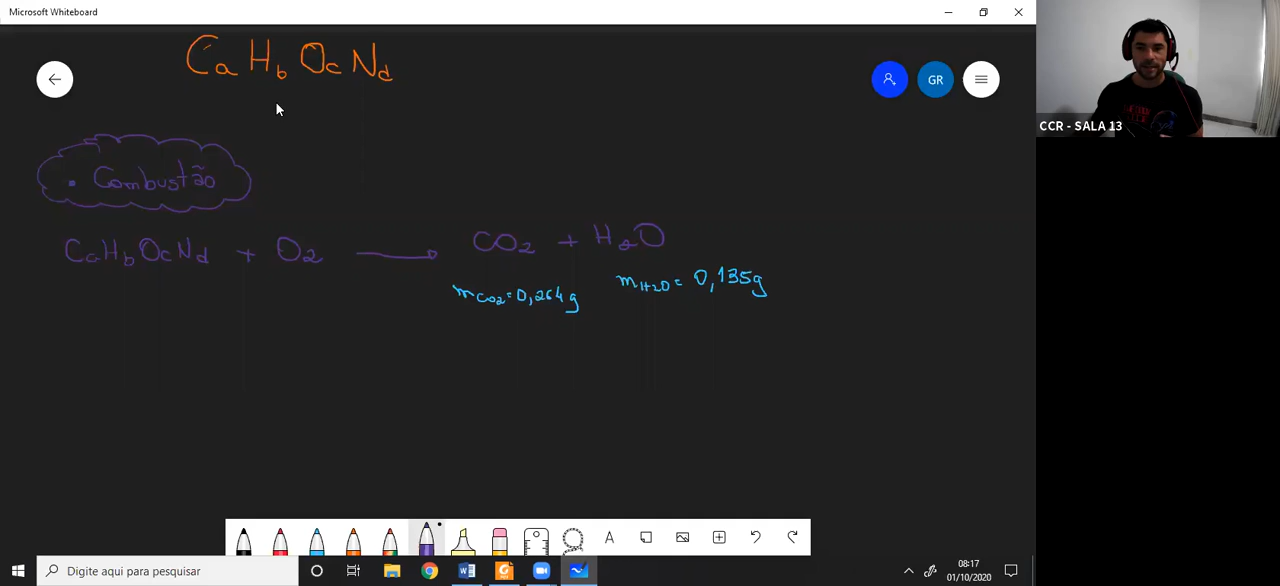 Microsoft Whiteboard
CaHbOcNd
GR
CCR - SALA 13
• Combustão
CaHbOcNd + O2 → CO2 + H2O
mCO2 = 0,264g mH2O = 0,135g
A
Digite aqui para pesquisar
08:17
01/10/2020